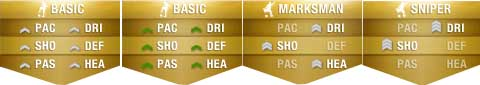 BASIC
PAC DRI
SHO DEF
PAS HEA
BASIC
PAC DRI
SHO DEF
PAS HEA
MARKSMAN
PAC DRI
SHO DEF
PAS HEA
SNIPER
PAC DRI
SHO DEF
PAS HEA